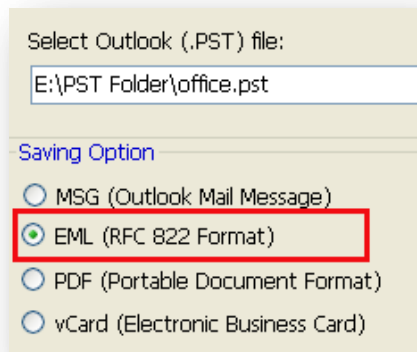 Select Outlook (.PST) file:
E:\PST Folder\office.pst
Saving Option
MSG (Outlook Mail Message)
EML (RFC 822 Format)
PDF (Portable Document Format)
vCard (Electronic Business Card)